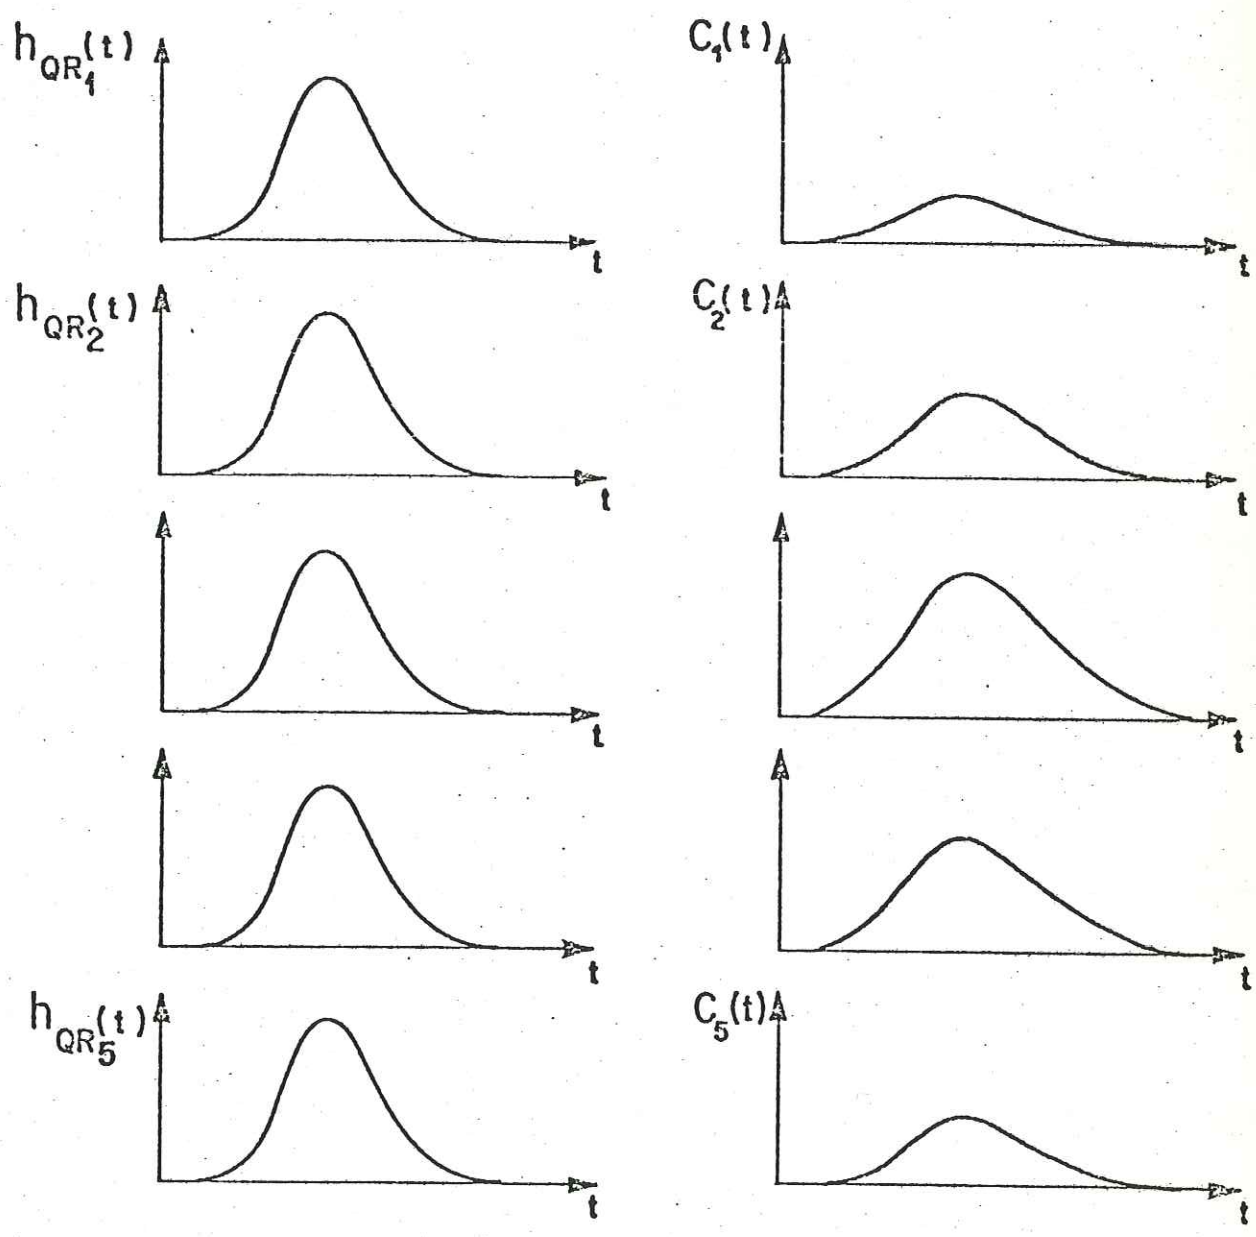 h_QR1(t) C₁(t)
t t
h_QR2(t) C₂(t)
t t
t t
t t
h_QR5(t) C₅(t)
t t